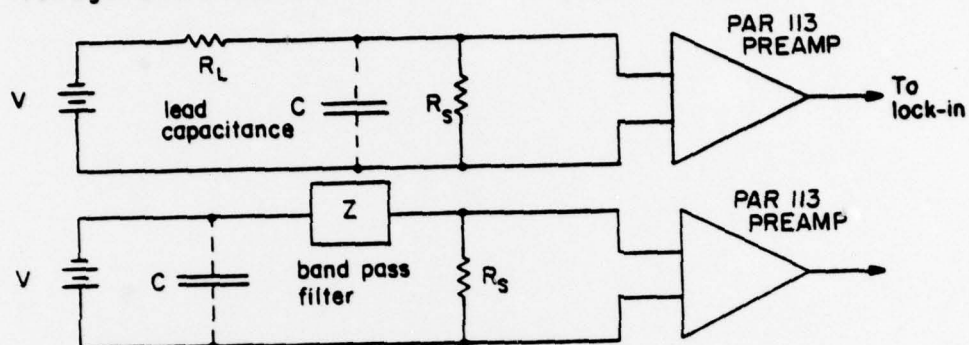 PAR 113
PREAMP
R_L
V
lead
capacitance
C
R_S
To
lock-in
Z
PAR 113
PREAMP
V
C
band pass
filter
R_S